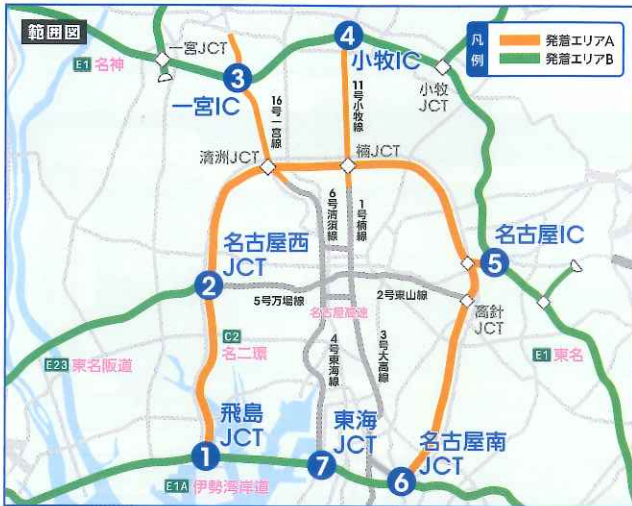 範囲図
凡例
発着エリアA
発着エリアB
一宮JCT
E1 名神
3
一宮IC
4
小牧IC
小牧
JCT
16号一宮線
11号小牧線
清洲JCT
楠JCT
6号清須線
1号楠線
名古屋西
JCT
2
名古屋IC
5
5号万場線
2号東山線
名古屋高速
高針
JCT
C2
名二環
4号東海線
3号大高線
E23 東名阪道
E1 東名
飛島
JCT
1
東海
JCT
7
名古屋南
JCT
6
E1A 伊勢湾岸道